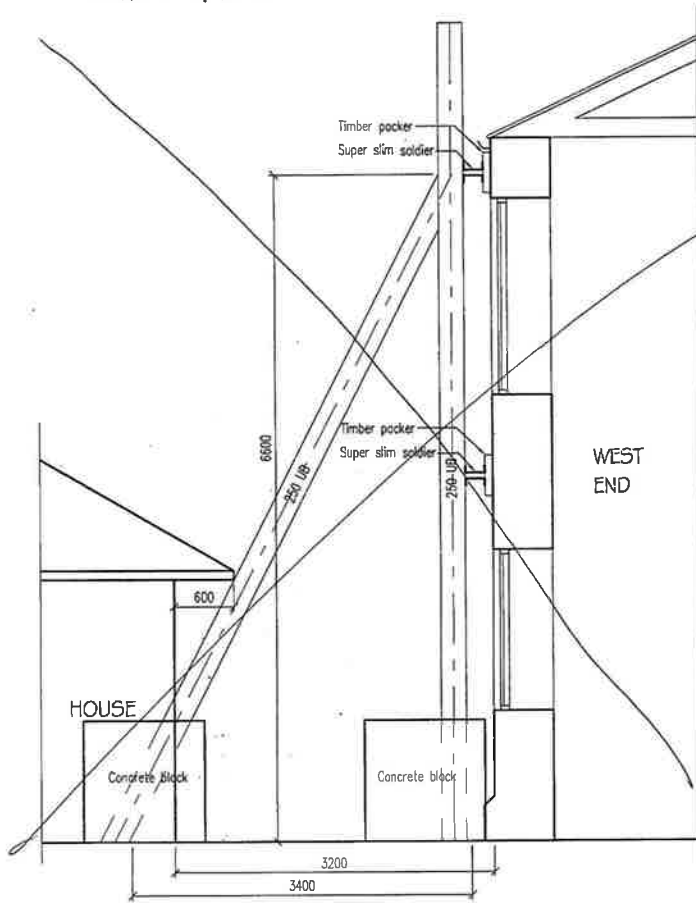 Timber packer
Super slim soldier
6600
250 UB
Timber packer
Super slim soldier
250 UB
WEST
END
600
HOUSE
Concrete block
Concrete block
3200
3400